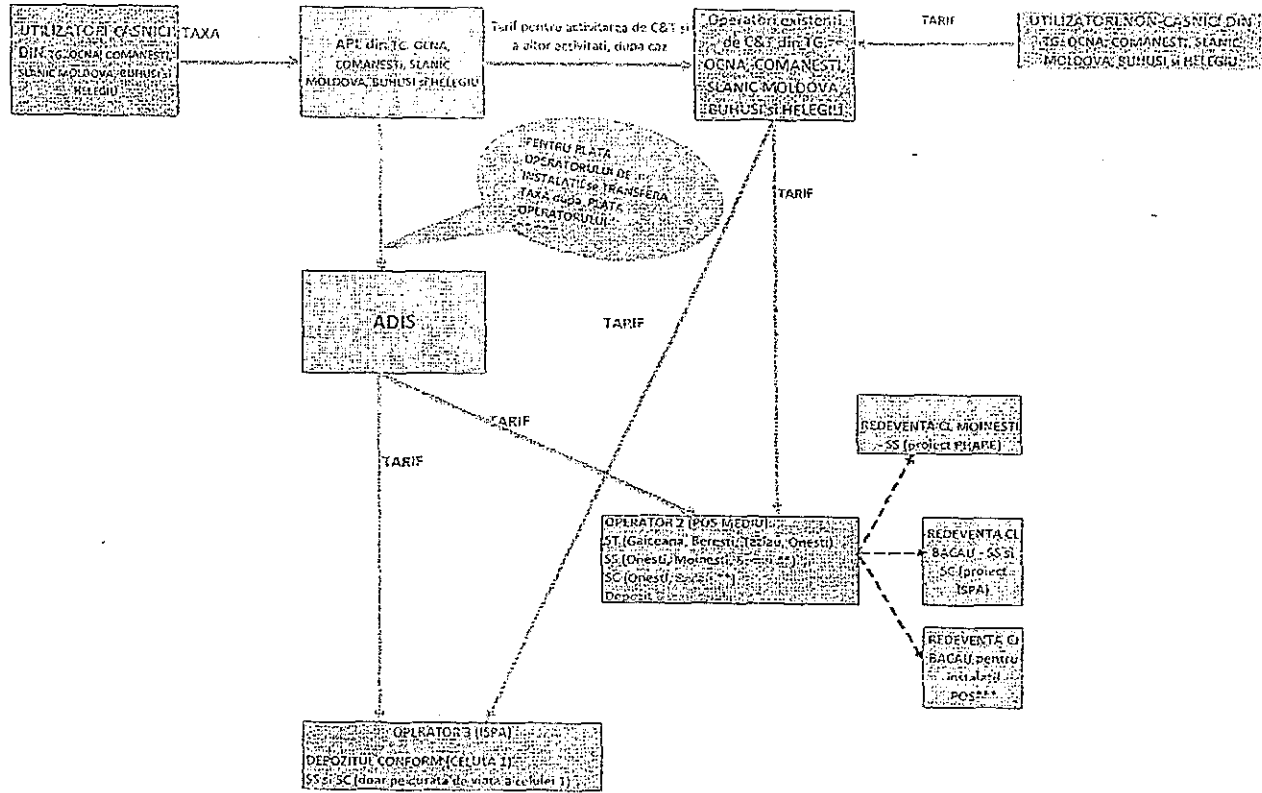 UTILIZATORI CASNICI
DIN TG. OCNA, COMANESTI,
SLANIC MOLDOVA, BUHUSI si
HELEGIU
TAXA
APL din TG. OCNA,
COMANESTI, SLANIC
MOLDOVA, BUHUSI si HELEGIU
Tarif pentru activitatea de C&T si
a altor activitati, dupa caz
Operatori existenti
de C&T din TG.
OCNA, COMANESTI,
SLANIC MOLDOVA,
BUHUSI si HELEGIU
TARIF
UTILIZATORI NON-CASNICI DIN
TG. OCNA, COMANESTI, SLANIC
MOLDOVA, BUHUSI si HELEGIU
PENTRU PLATA
OPERATORULUI DE
INSTALATII se TRANSFERA
TAXA dupa PLATA
OPERATORULUI
TARIF
ADIS
TARIF
TARIF
TARIF
REDEVENTA CL MOINESTI
- SS (proiect PHARE)
OPERATOR 2 (POS MEDIU)
ST (Gaiceana, Beresti Tazlau, Onesti)
SS (Onesti, Moinesti, **)
SC (Onesti, **)
Depozit
REDEVENTA CL
BACAU - SS si
SC (proiect
ISPA)
REDEVENTA CJ
BACAU pentru
instalatii
POS***
OPERATOR 3 (ISPA)
DEPOZITUL CONFORM (CELULA 1)
SS si SC (doar pe durata de viata a celulei 1)